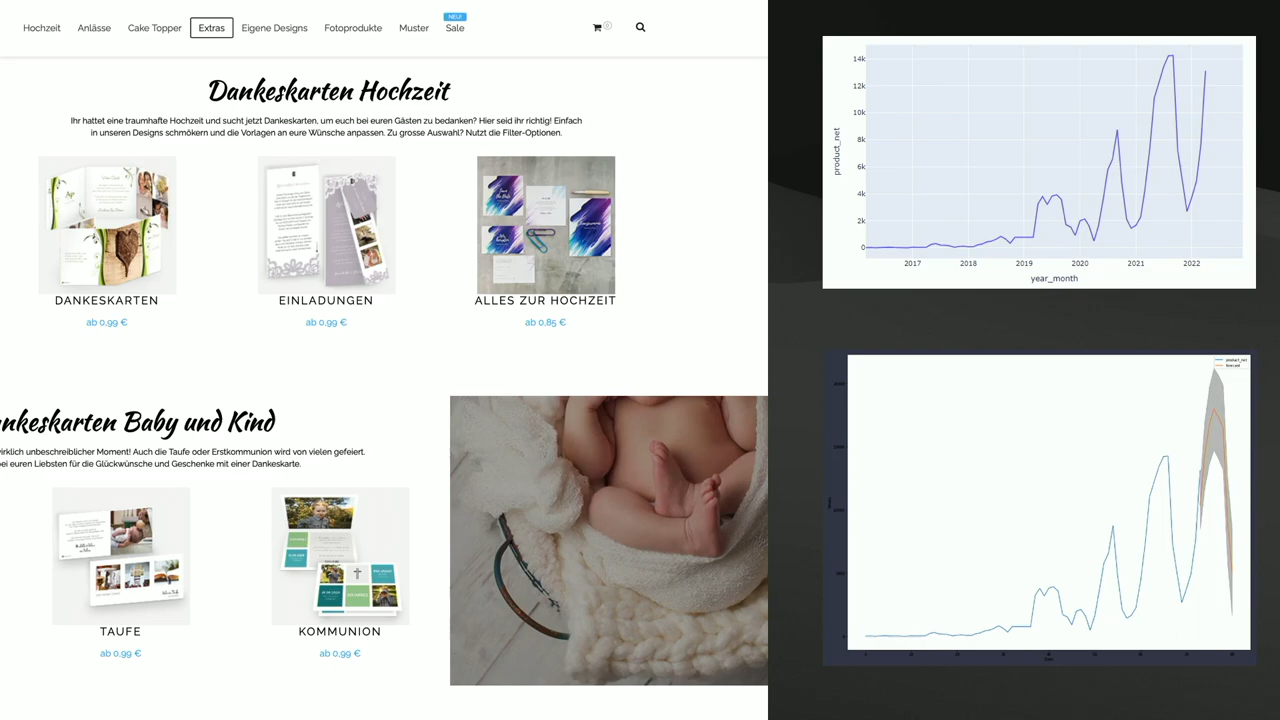 NEU!
Hochzeit Anlässe Cake Topper Extras Eigene Designs Fotoprodukte Muster Sale 0
Dankeskarten Hochzeit
Ihr hattet eine traumhafte Hochzeit und sucht jetzt Dankeskarten, um euch bei euren Gästen zu bedanken? Hier seid ihr richtig! Einfach
in unseren Designs schmökern und die Vorlagen an eure Wünsche anpassen. Zu grosse Auswahl? Nutzt die Filter-Optionen.
DANKESKARTEN EINLADUNGEN ALLES ZUR HOCHZEIT
ab 0,99 € ab 0,99 € ab 0,85 €
nkeskarten Baby und Kind
irklich unbeschreiblicher Moment! Auch die Taufe oder Erstkommunion wird von vielen gefeiert.
bei euren Liebsten für die Glückwünsche und Geschenke mit einer Dankeskarte.
TAUFE KOMMUNION
ab 0,99 € ab 0,99 €
14k
12k
10k
8k
6k
4k
2k
0
product_net
2017 2018 2019 2020 2021 2022
year_month
product_net
forecast